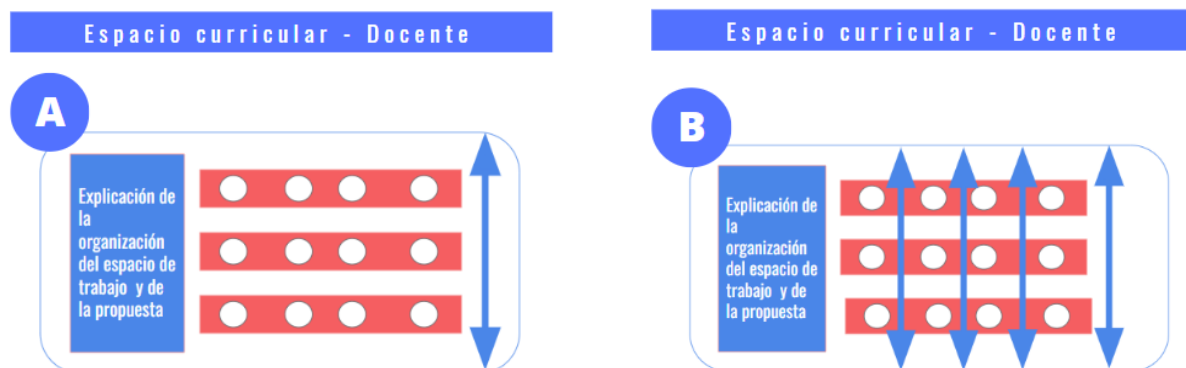 Espacio curricular - Docente
A
Explicación de
la
organización
del espacio de
trabajo y de
la propuesta
Espacio curricular - Docente
B
Explicación de
la
organización
del espacio de
trabajo y de
la propuesta